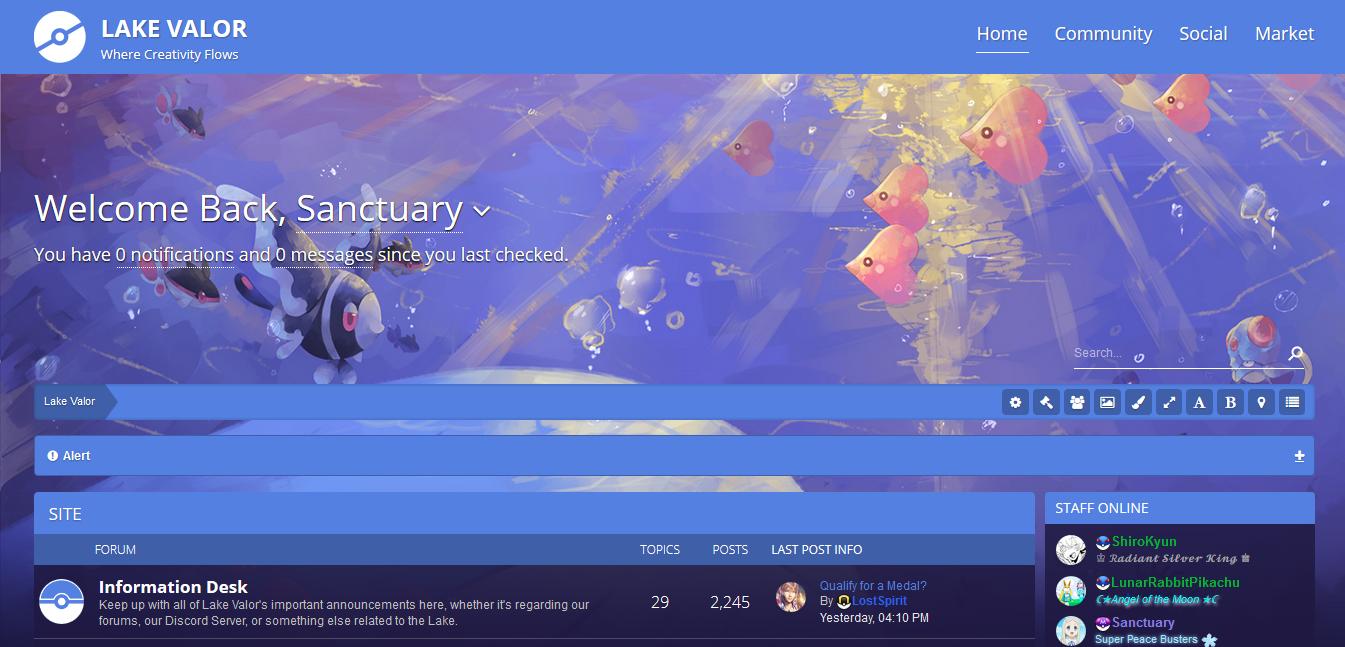 LAKE VALOR
Where Creativity Flows
Home Community Social Market
Welcome Back, Sanctuary
You have 0 notifications and 0 messages since you last checked.
Search...
Lake Valor
A B
Alert
SITE
FORUM TOPICS POSTS LAST POST INFO
Information Desk
Keep up with all of Lake Valor's important announcements here, whether it's regarding our
forums, our Discord Server, or something else related to the Lake.
29 2,245
Qualify for a Medal?
By LostSpirit
Yesterday, 04:10 PM
STAFF ONLINE
ShiroKyun
♔ Radiant Silver King ♚
LunarRabbitPikachu
☾★Angel of the Moon ★☾
Sanctuary
Super Peace Busters